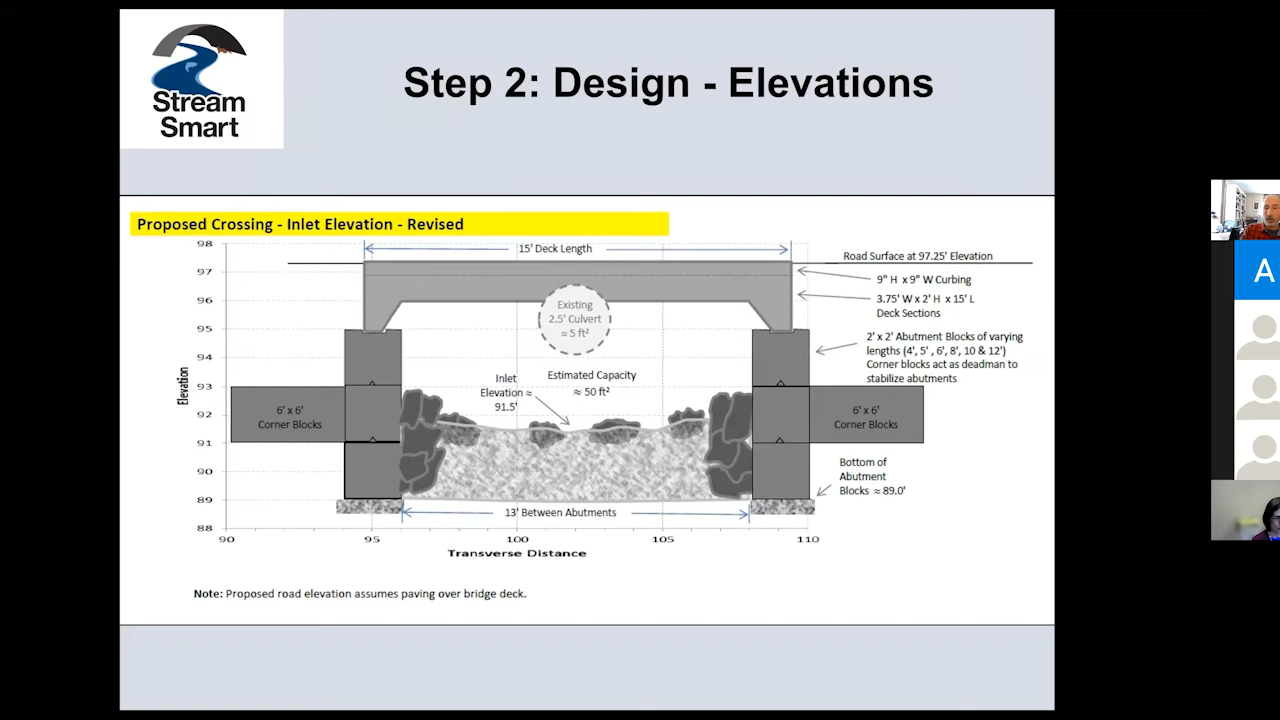 Stream
Smart
Step 2: Design - Elevations
Proposed Crossing - Inlet Elevation - Revised
98
97
96
95
94
93
92
91
90
89
88
Elevation
15' Deck Length
Road Surface at 97.25' Elevation
9" H x 9" W Curbing
3.75' W x 2' H x 15' L
Deck Sections
Existing
2.5' Culvert
≈ 5 ft²
2' x 2' Abutment Blocks of varying
lengths (4', 5' , 6', 8', 10 & 12')
Corner blocks act as deadman to
stabilize abutments
Inlet
Elevation ≈
91.5'
Estimated Capacity
≈ 50 ft²
6' x 6'
Corner Blocks
6' x 6'
Corner Blocks
Bottom of
Abutment
Blocks ≈ 89.0'
13' Between Abutments
90
95
100
105
110
Transverse Distance
Note: Proposed road elevation assumes paving over bridge deck.
A